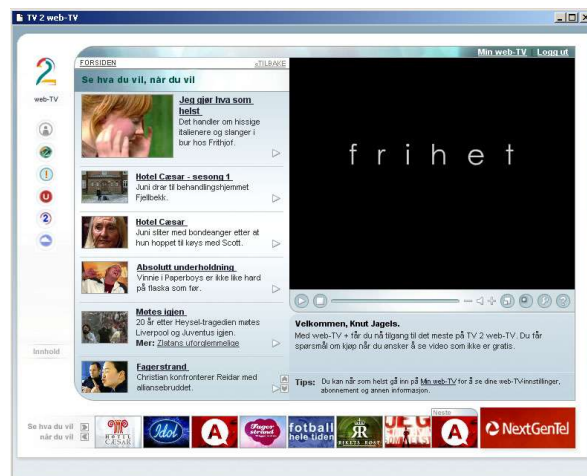 TV 2 web-TV
Min web-TV | Logg ut
2
web-TV
FORSIDEN
«TILBAKE
Se hva du vil, når du vil
Jeg gjør hva som
helst
Det handler om hissige
italienere og slanger i
bur hos Frithjof.
Hotel Cæsar - sesong 1
Juni drar til behandlingshjemmet
Fjellbekk.
Hotel Cæsar
Juni sliter med bondeanger etter at
hun hoppet til køys med Scott.
Absolutt underholdning
Vinnie i Paperboys er ikke like hard
på flaska som før.
Møtes igjen
20 år etter Heysel-tragedien møtes
Liverpool og Juventus igjen.
Mer: Zlatans uforglemmelige
Fagerstrand
Christian konfronterer Reidar med
alliansebruddet.
frihet
Velkommen, Knut Jagels.
Med web-TV + får du nå tilgang til det meste på TV 2 web-TV. Du får
spørsmål om kjøp når du ønsker å se video som ikke er gratis.
Tips: Du kan når som helst gå inn på Min web-TV for å se dine web-TV-innstillinger,
abonnement og annen informasjon.
Innhold
Se hva du vil
når du vil
Neste
HOTEL
CÆSAR
Idol
A
Fager
strand
fotball
hele tiden
RIKETS RØST
JEG
A
NextGenTel